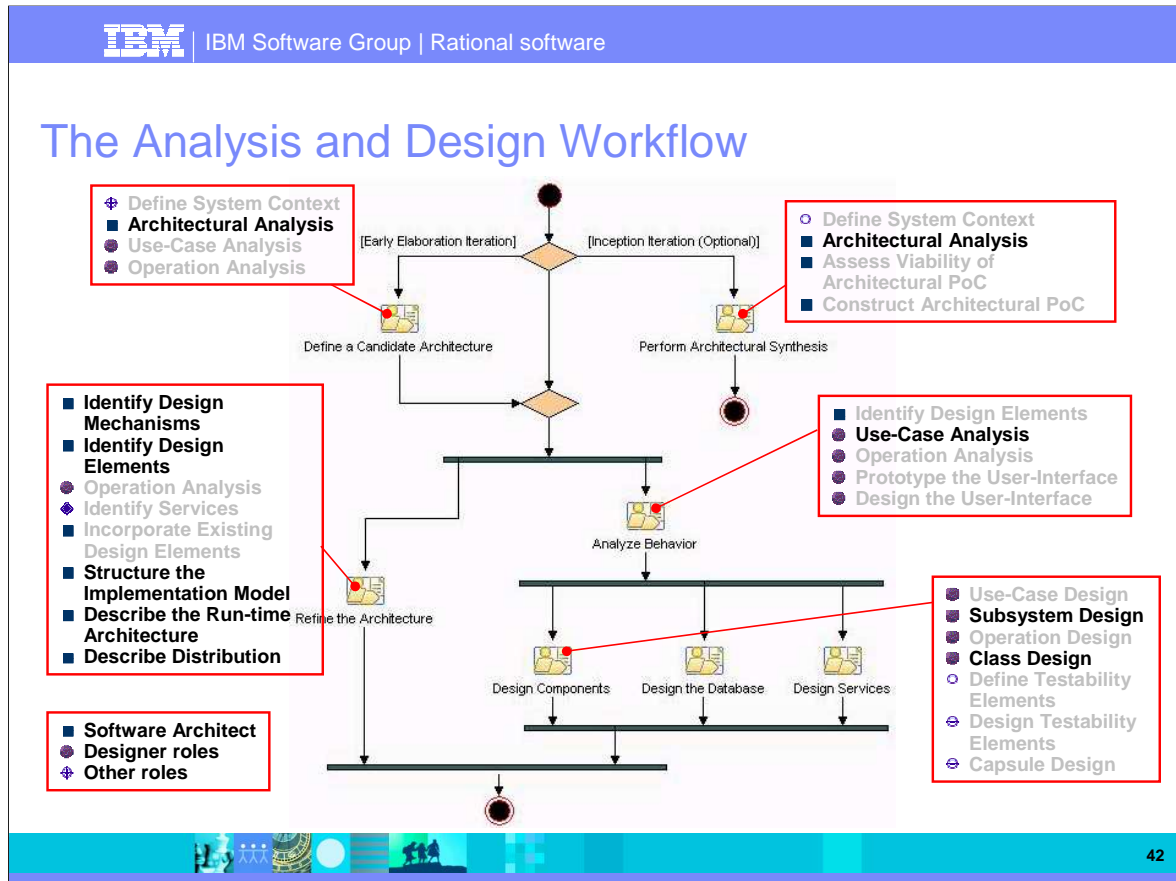 IBM
IBM Software Group | Rational software
The Analysis and Design Workflow
Define System Context
Architectural Analysis
Use-Case Analysis
Operation Analysis
[Early Elaboration Iteration]
[Inception Iteration (Optional)]
Define System Context
Architectural Analysis
Assess Viability of
Architectural PoC
Construct Architectural PoC
Define a Candidate Architecture
Perform Architectural Synthesis
Identify Design
Mechanisms
Identify Design
Elements
Operation Analysis
Identify Services
Incorporate Existing
Design Elements
Structure the
Implementation Model
Describe the Run-time
Architecture
Describe Distribution
Identify Design Elements
Use-Case Analysis
Operation Analysis
Prototype the User-Interface
Design the User-Interface
Analyze Behavior
Refine the Architecture
Use-Case Design
Subsystem Design
Operation Design
Class Design
Define Testability
Elements
Design Testability
Elements
Capsule Design
Design Components
Design the Database
Design Services
Software Architect
Designer roles
Other roles
42